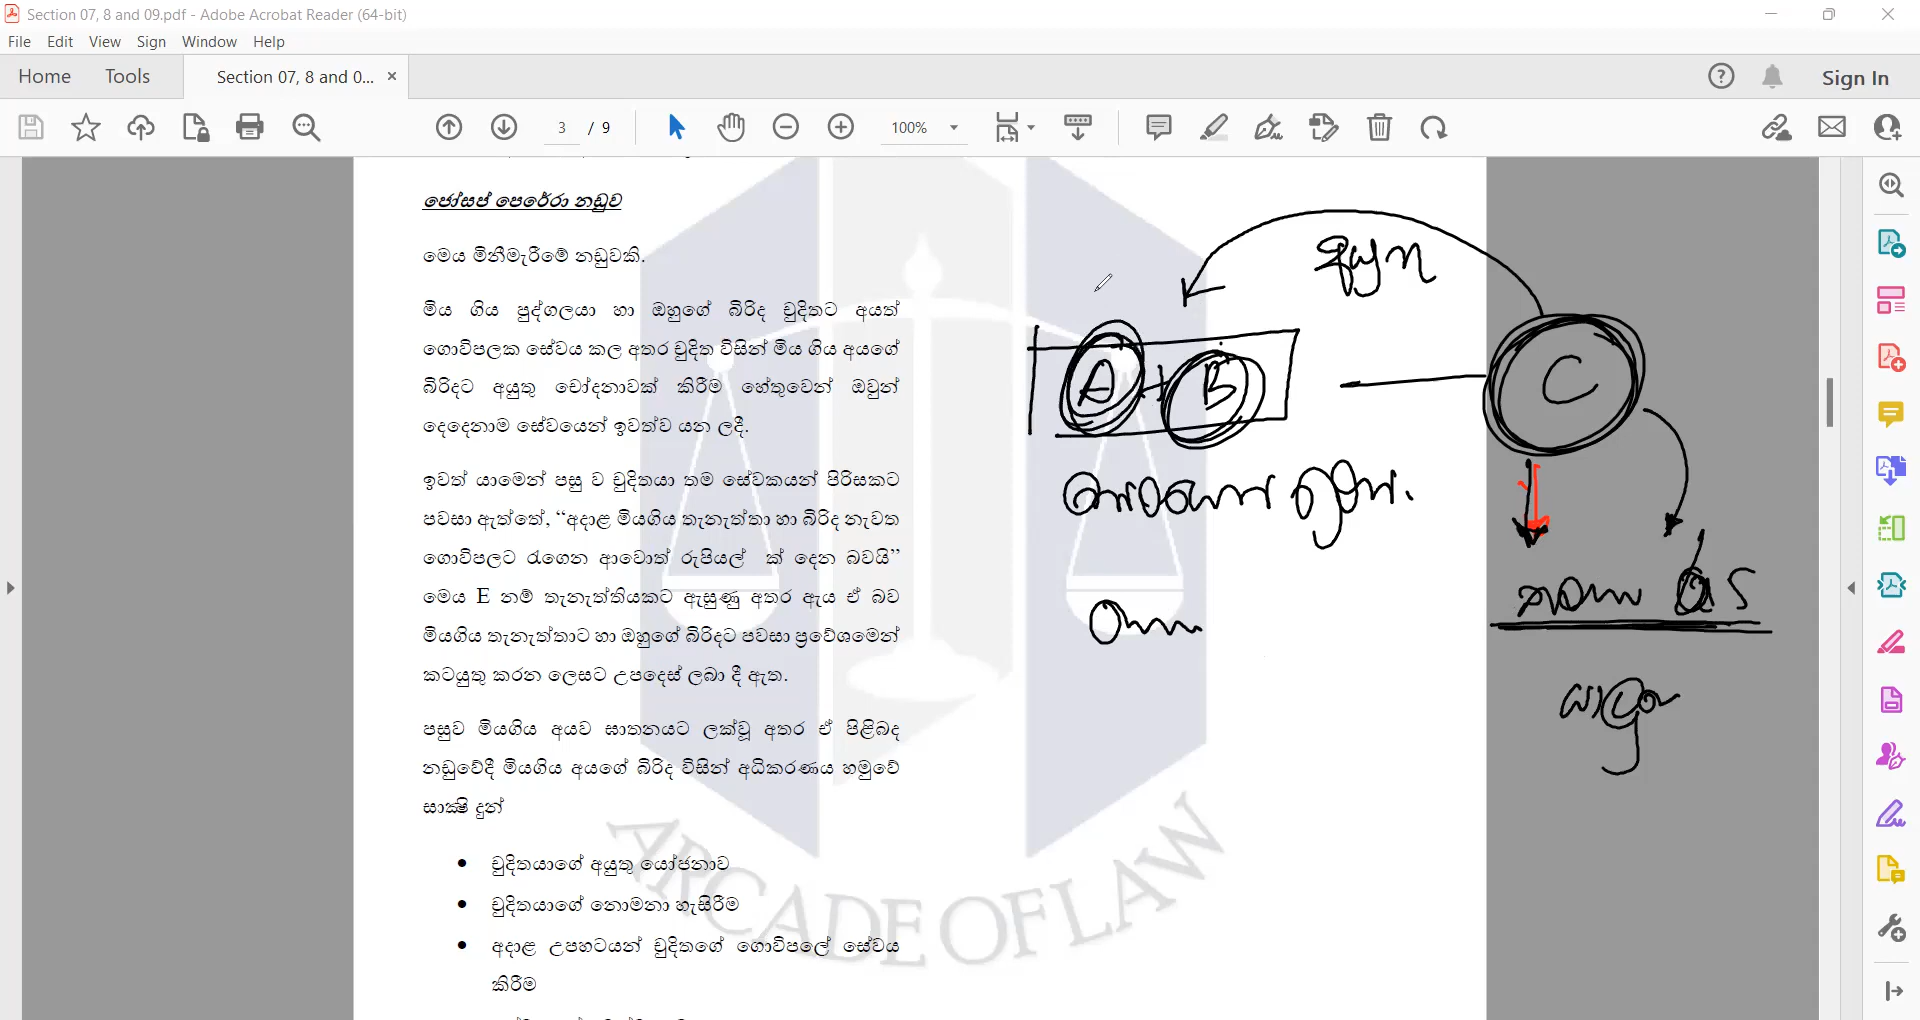 Section 07, 8 and 09.pdf - Adobe Acrobat Reader (64-bit)
File Edit View Sign Window Help
Home Tools Section 07, 8 and 0... × Sign In
3 / 9 100%
ජෝසප් පෙරේරා නඩුව
මෙය මිනීමැරීමේ නඩුවකි.
මිය ගිය පුද්ගලයා හා ඔහුගේ බිරිද චුදිතට අයත්
ගොවිපලක සේවය කල අතර චුදිත විසින් මිය ගිය අයගේ
බිරිදට අයුතු චෝදනාවක් කිරීම හේතුවෙන් ඔවුන්
දෙදෙනාම සේවයෙන් ඉවත්ව යන ලදී.
ඉවත් යාමෙන් පසු ව චුදිතයා තම සේවකයන් පිරිසකට
පවසා ඇත්තේ, “අදාළ මියගිය තැනැත්තා හා බිරිද නැවත
ගොවිපලට රැගෙන ආවොත් රුපියල් ක් දෙන බවයි”
මෙය E නම් තැනැත්තියකට ඇසුණු අතර ඇය ඒ බව
මියගිය තැනැත්තාට හා ඔහුගේ බිරිදට පවසා ප්‍රවේශමෙන්
කටයුතු කරන ලෙසට උපදෙස් ලබා දී ඇත.
පසුව මියගිය අයව ඝාතනයට ලක්වූ අතර ඒ පිළිබද
නඩුවේදී මියගිය අයගේ බිරිද විසින් අධිකරණය හමුවේ
සාක්ෂි දුන්
• චුදිතයාගේ අයුතු යෝජනාව
• චුදිතයාගේ නොමනා හැසිරීම
• අදාළ උපහටයන් චුදිතගේ ගොවිපලේ සේවය
කිරීම
A + B
C
ARCADE OF LAW